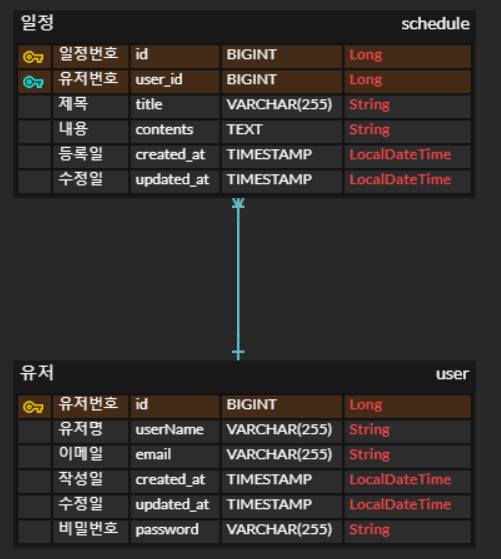 일정 schedule
일정번호 id BIGINT Long
유저번호 user_id BIGINT Long
제목 title VARCHAR(255) String
내용 contents TEXT String
등록일 created_at TIMESTAMP LocalDateTime
수정일 updated_at TIMESTAMP LocalDateTime
유저 user
유저번호 id BIGINT Long
유저명 userName VARCHAR(255) String
이메일 email VARCHAR(255) String
작성일 created_at TIMESTAMP LocalDateTime
수정일 updated_at TIMESTAMP LocalDateTime
비밀번호 password VARCHAR(255) String